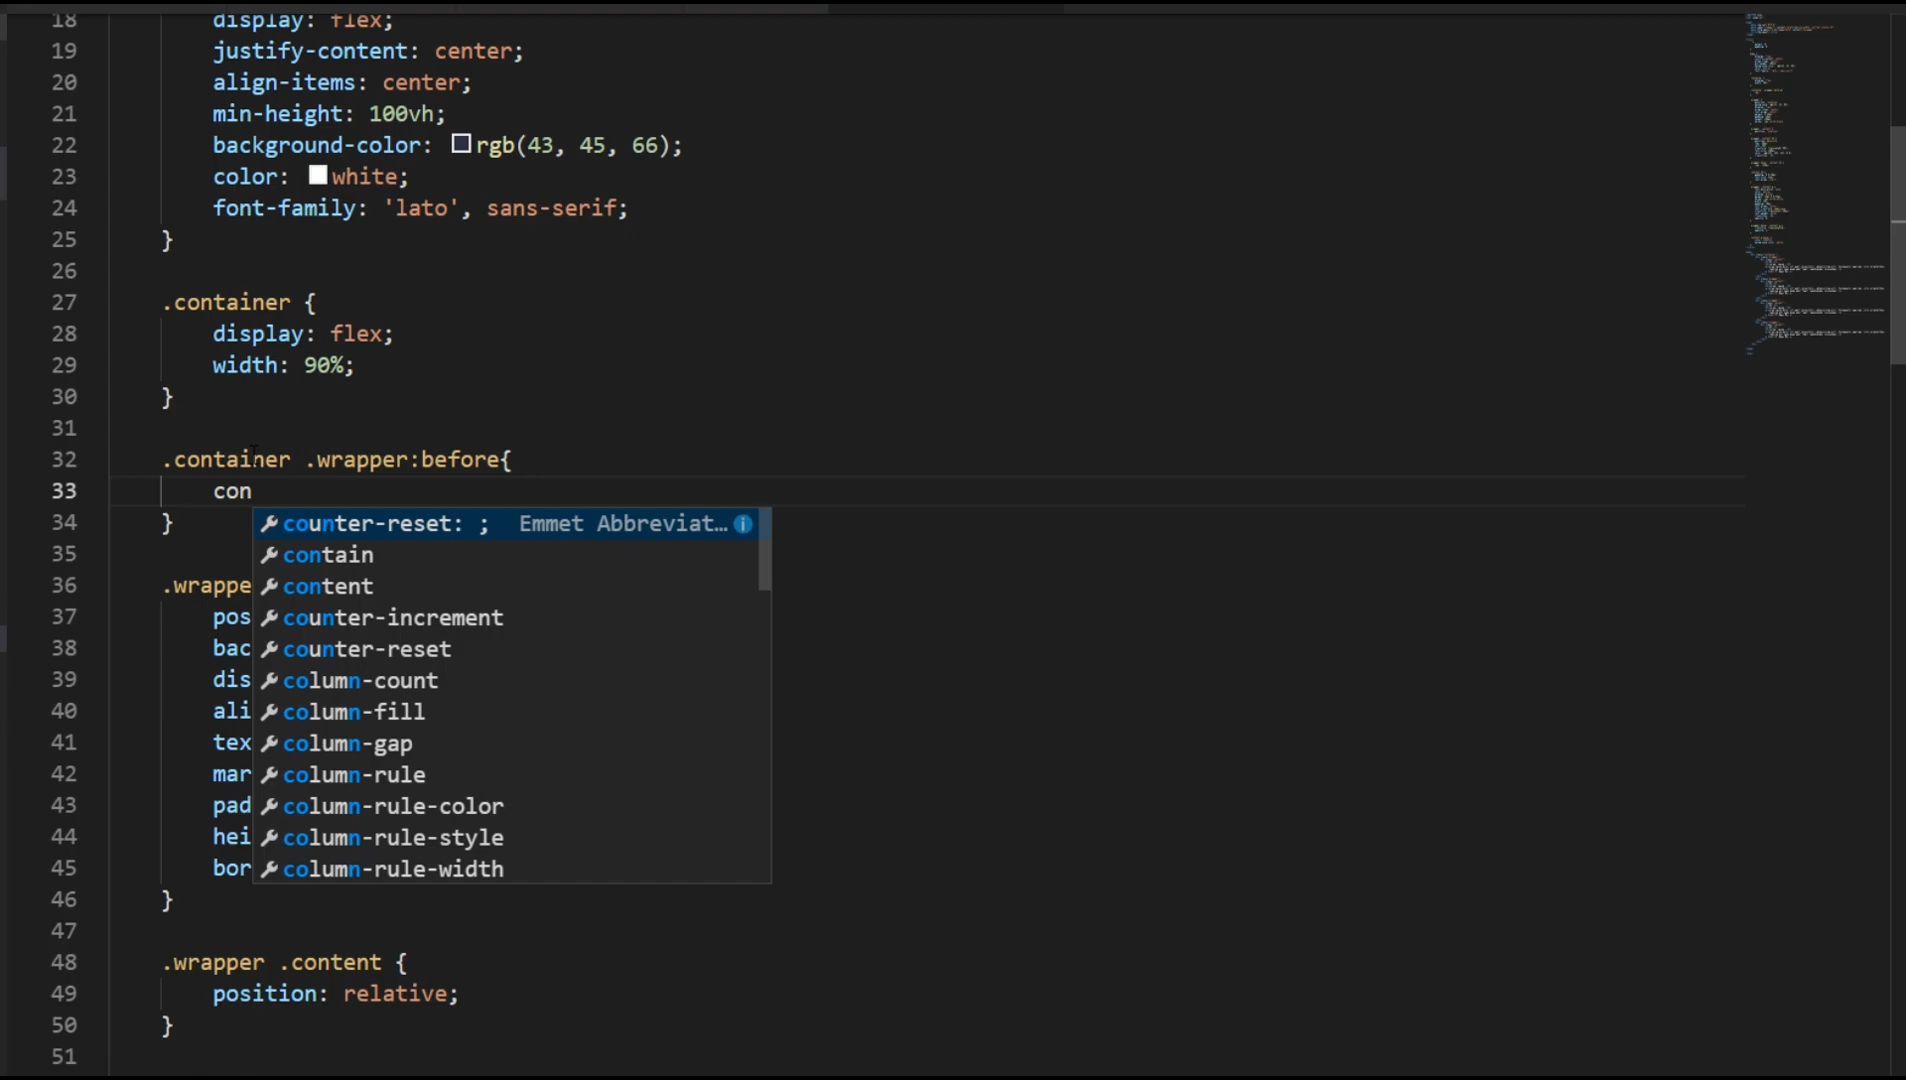 18 display: flex;
19 justify-content: center;
20 align-items: center;
21 min-height: 100vh;
22 background-color: rgb(43, 45, 66);
23 color: white;
24 font-family: 'lato', sans-serif;
25 }
26
27 .container {
28 display: flex;
29 width: 90%;
30 }
31
32 .container .wrapper:before{
33 con
34 } counter-reset: ; Emmet Abbreviat…
35 contain
36 .wrappe content
37 pos counter-increment
38 bac counter-reset
39 dis column-count
40 ali column-fill
41 tex column-gap
42 mar column-rule
43 pad column-rule-color
44 hei column-rule-style
45 bor column-rule-width
46 }
47
48 .wrapper .content {
49 position: relative;
50 }
51